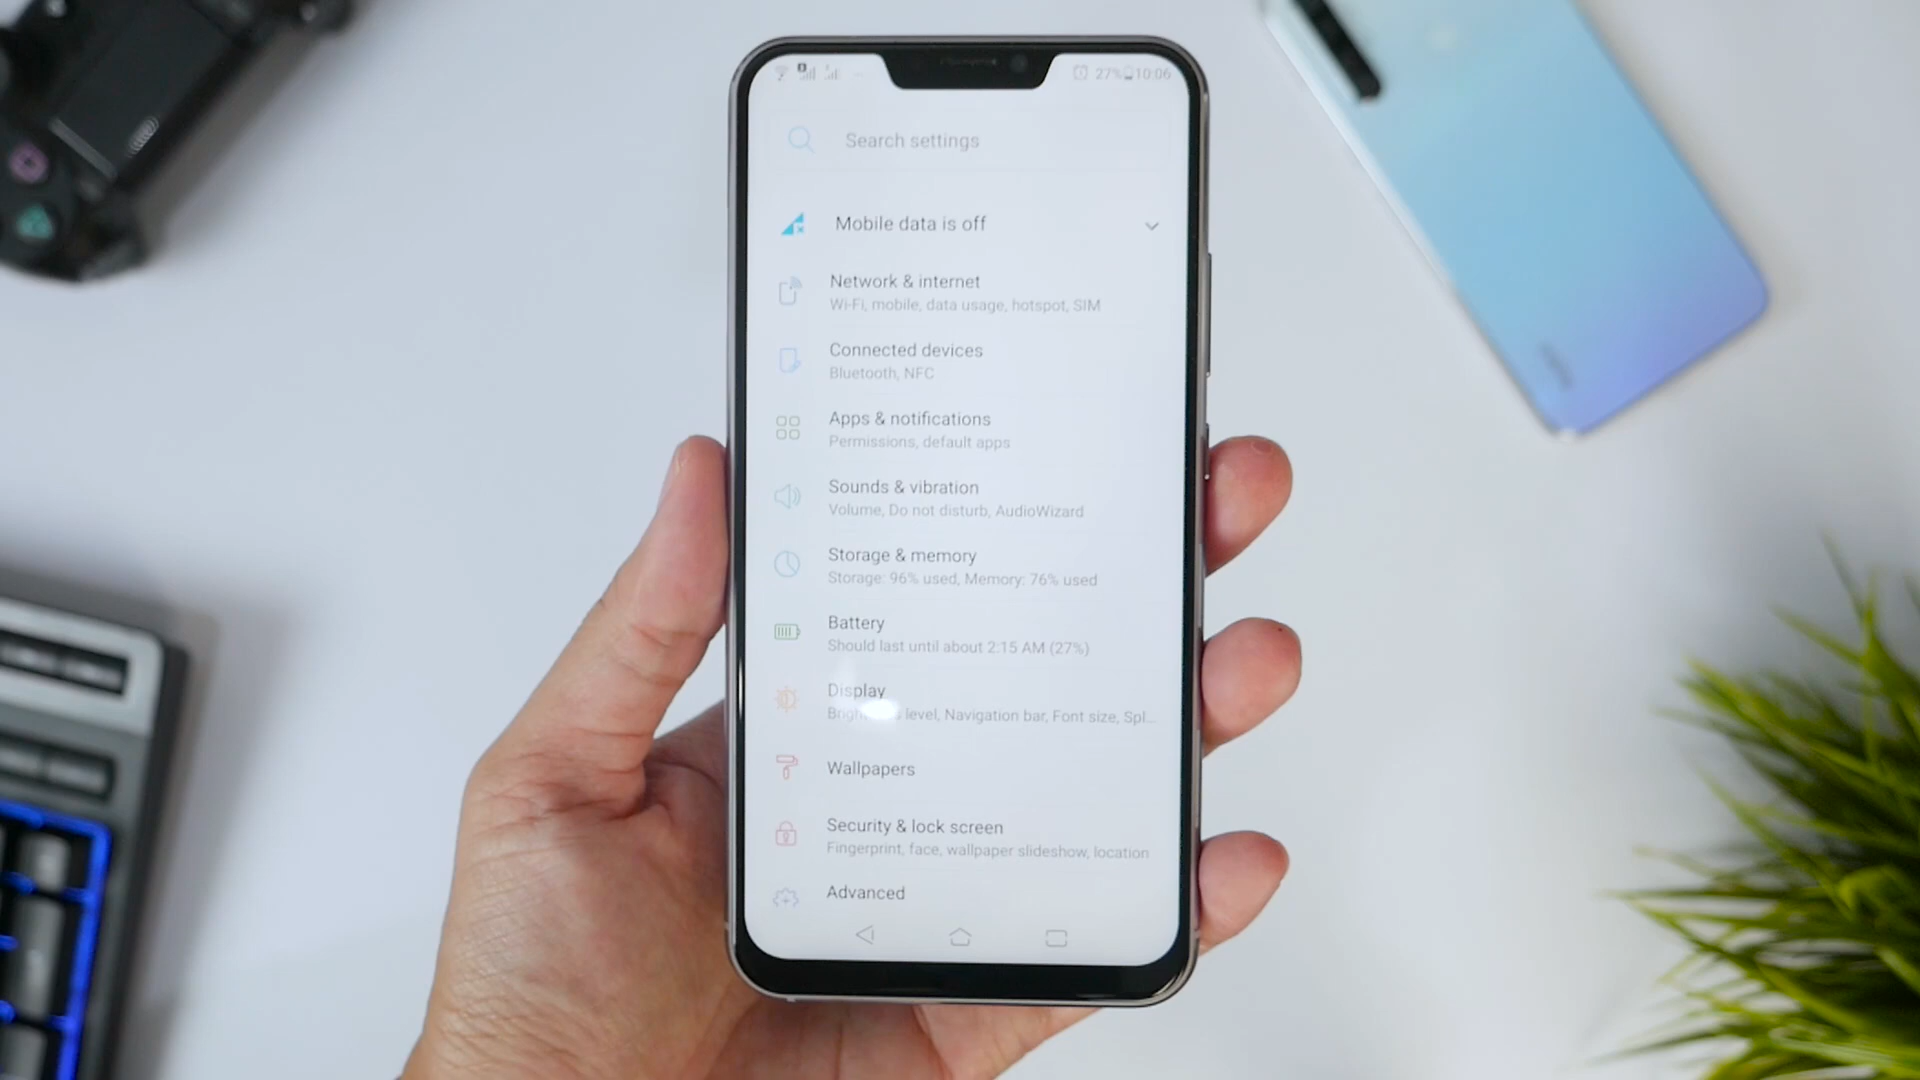 27% 10:06
Search settings
Mobile data is off
Network & internet
Wi-Fi, mobile, data usage, hotspot, SIM
Connected devices
Bluetooth, NFC
Apps & notifications
Permissions, default apps
Sounds & vibration
Volume, Do not disturb, AudioWizard
Storage & memory
Storage: 96% used, Memory: 76% used
Battery
Should last until about 2:15 AM (27%)
Display
level, Navigation bar, Font size, Spl...
Wallpapers
Security & lock screen
Fingerprint, face, wallpaper slideshow, location
Advanced